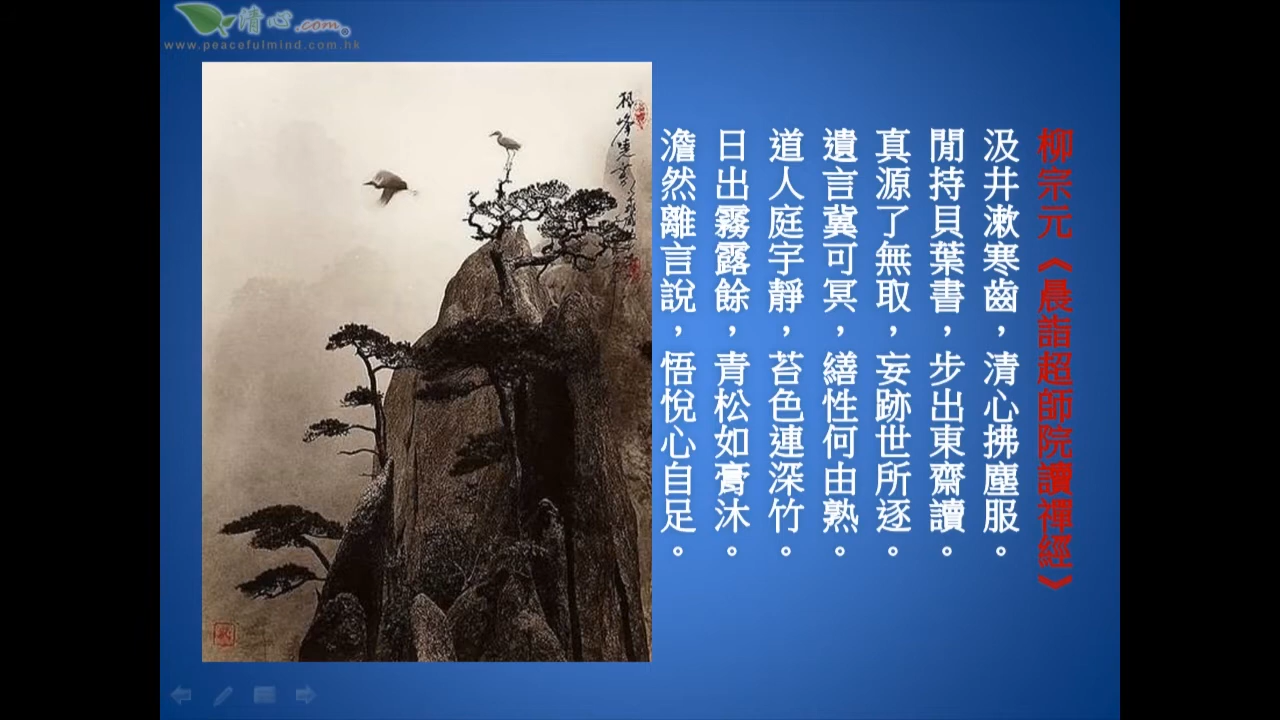 清心.com
www.peacefulmind.com.hk
柳宗元《晨詣超師院讀禪經》
汲井漱寒齒，清心拂塵服。
閒持貝葉書，步出東齋讀。
真源了無取，妄跡世所逐。
遺言冀可冥，繕性何由熟。
道人庭宇靜，苔色連深竹。
日出霧露餘，青松如膏沐。
澹然離言說，悟悅心自足。